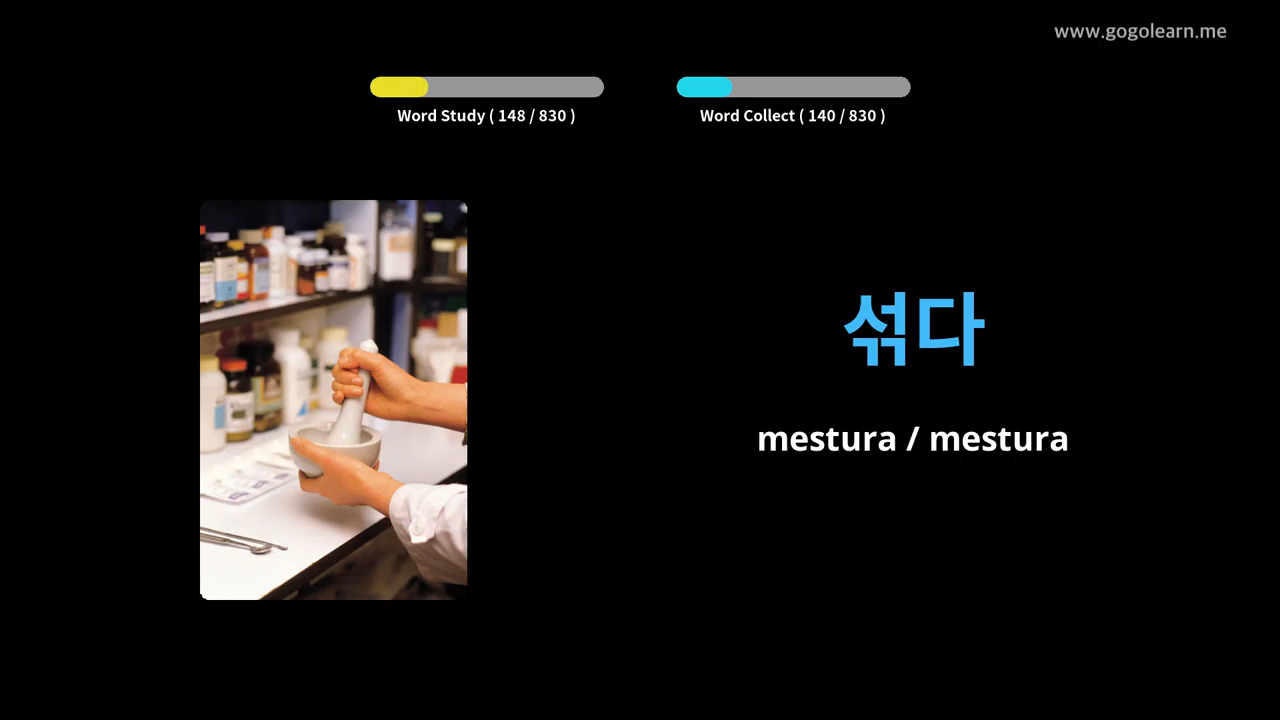 www.gogolearn.me
Word Study ( 148 / 830 )
Word Collect ( 140 / 830 )
섞다
mestura / mestura